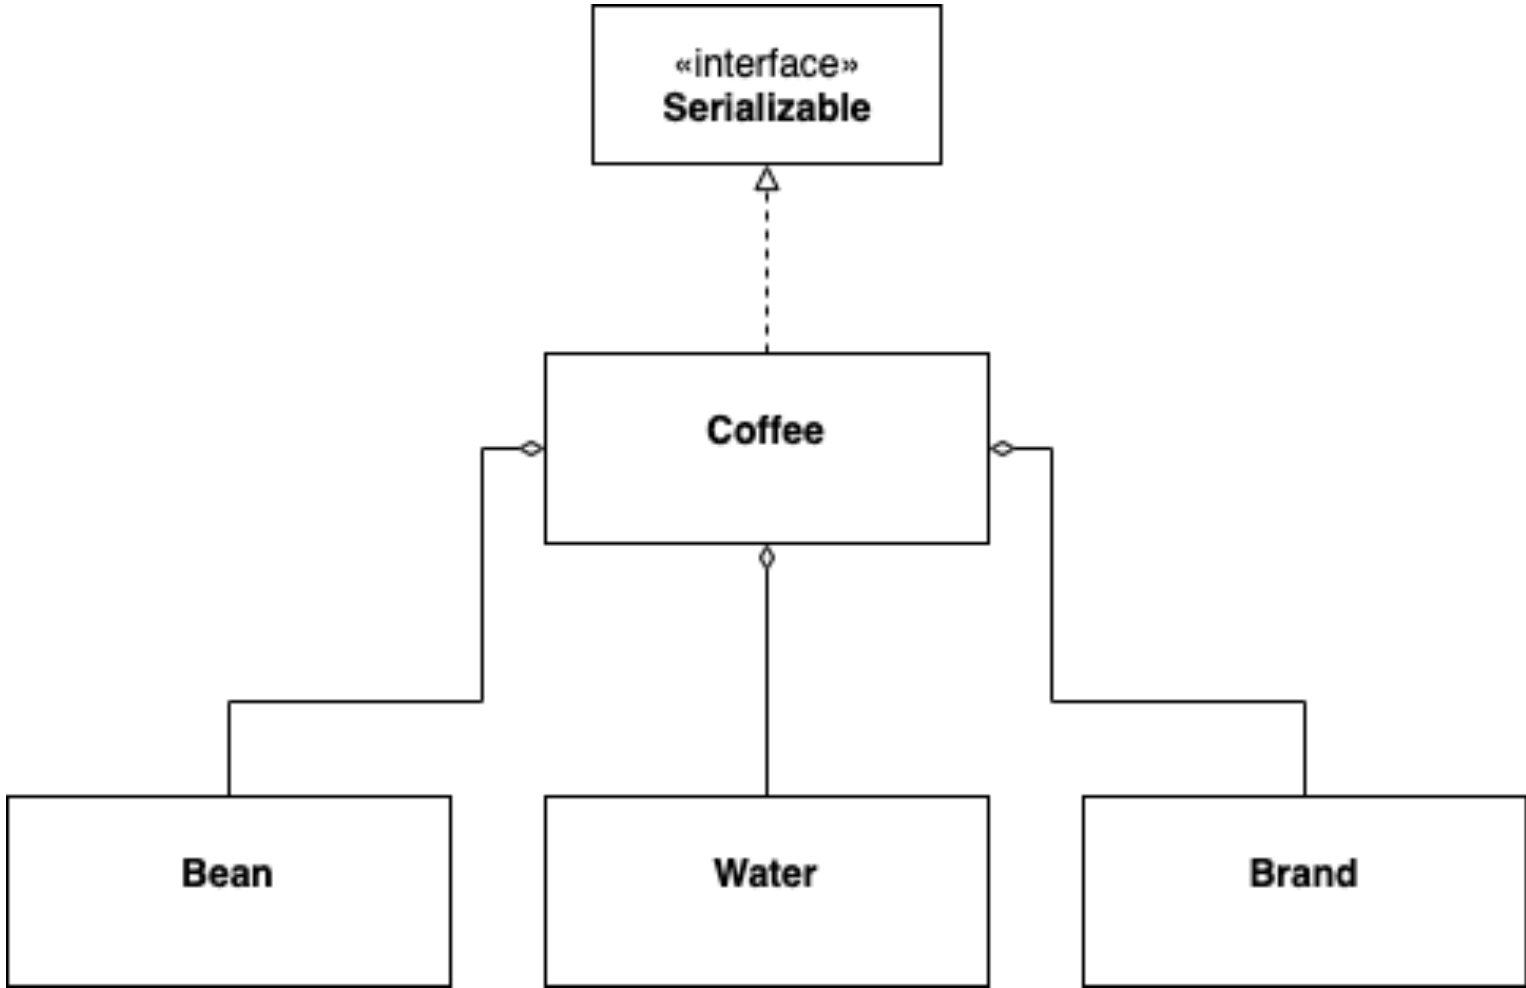 «interface»
Serializable
Coffee
Bean
Water
Brand